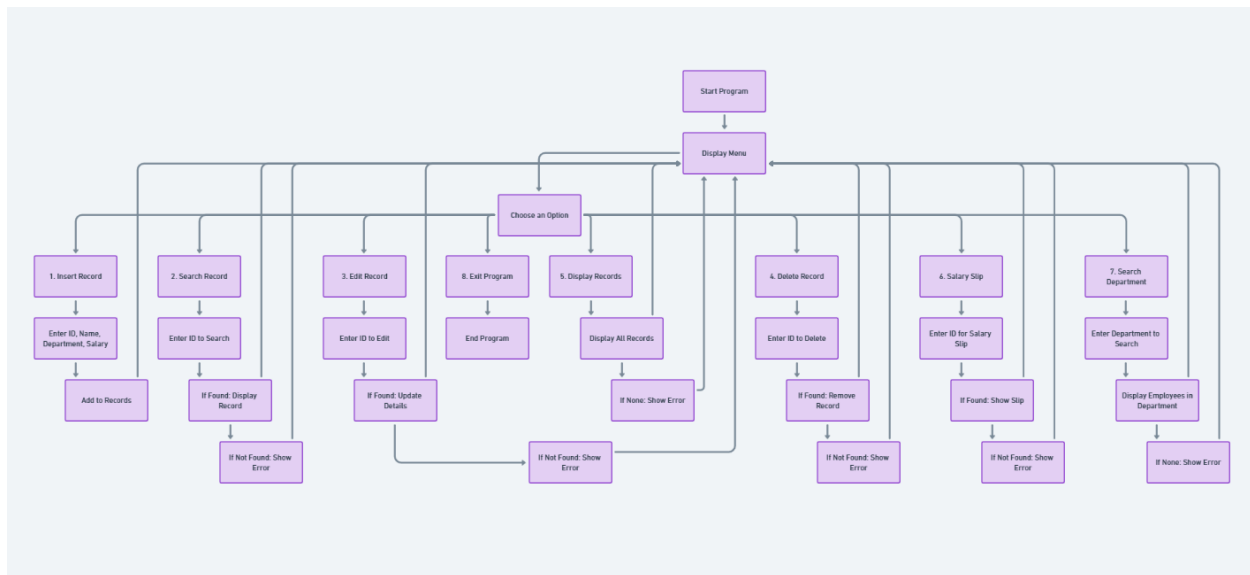 Start Program
Display Menu
Choose an Option
1. Insert Record
2. Search Record
3. Edit Record
8. Exit Program
5. Display Records
4. Delete Record
6. Salary Slip
7. Search
Department
Enter ID, Name,
Department, Salary
Enter ID to Search
Enter ID to Edit
End Program
Display All Records
Enter ID to Delete
Enter ID for Salary
Slip
Enter Department to
Search
Add to Records
If Found: Display
Record
If Found: Update
Details
If None: Show Error
If Found: Remove
Record
If Found: Show Slip
Display Employees in
Department
If Not Found: Show
Error
If Not Found: Show
Error
If Not Found: Show
Error
If Not Found: Show
Error
If None: Show Error